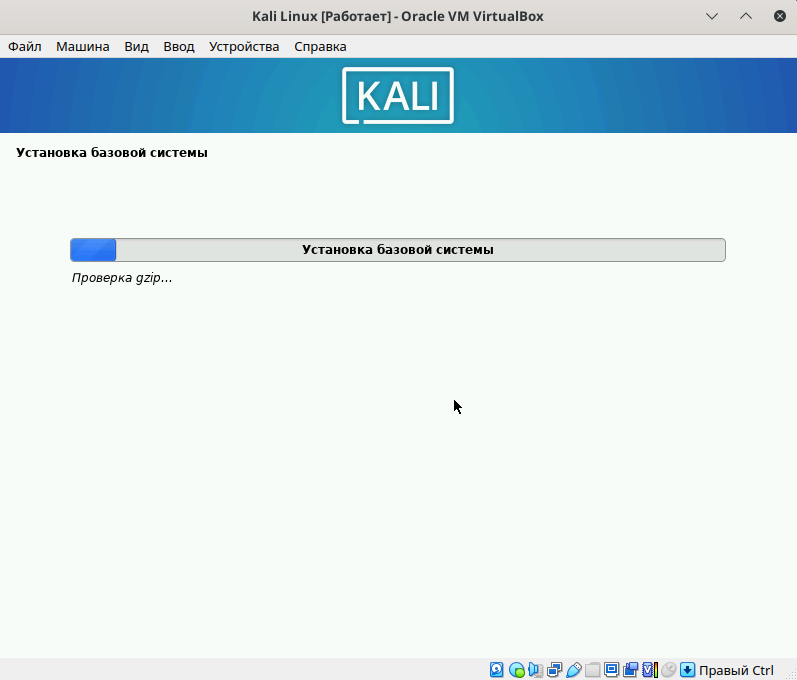 Kali Linux [Работает] - Oracle VM VirtualBox
Файл Машина Вид Ввод Устройства Справка
KALI
Установка базовой системы
Установка базовой системы
Проверка gzip...
Правый Ctrl